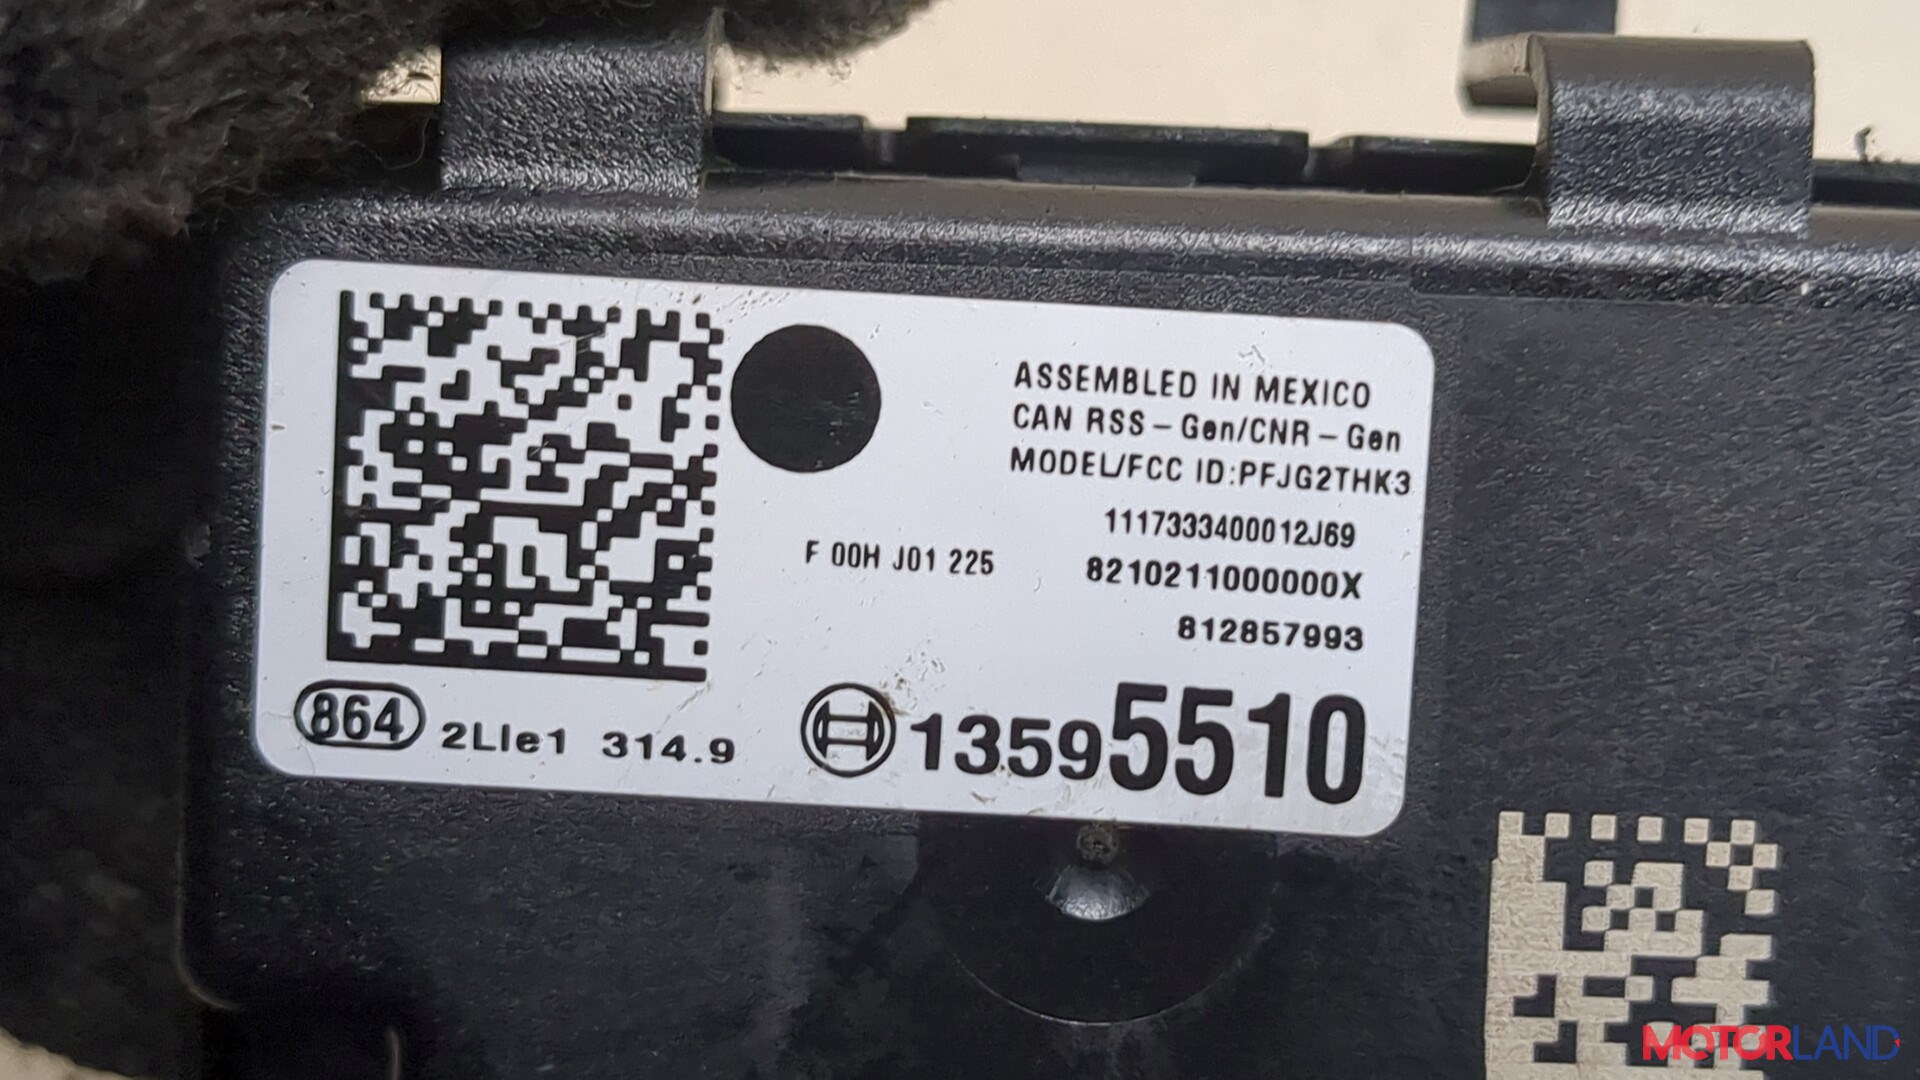 ASSEMBLED IN MEXICO
CAN RSS – Gen/CNR – Gen
MODEL/FCC ID:PFJG2THK3
1117333400012J69
F 00H J01 225
8210211000000X
812857993
864 2LIe1 314.9
13595510
MOTORLAND